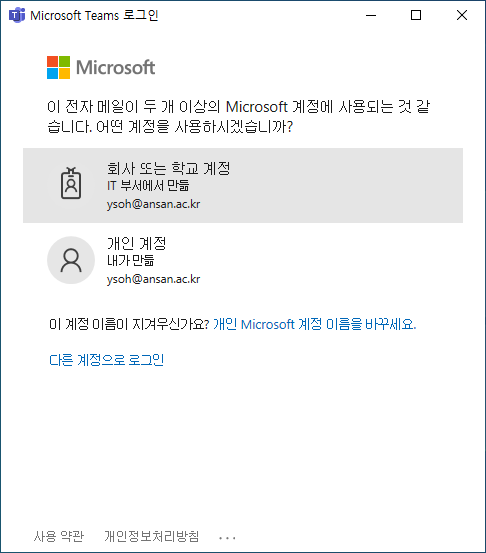 Microsoft Teams 로그인
Microsoft
이 전자 메일이 두 개 이상의 Microsoft 계정에 사용되는 것 같
습니다. 어떤 계정을 사용하시겠습니까?
회사 또는 학교 계정
IT 부서에서 만듦
ysoh@ansan.ac.kr
개인 계정
내가 만듦
ysoh@ansan.ac.kr
이 계정 이름이 지겨우신가요? 개인 Microsoft 계정 이름을 바꾸세요.
다른 계정으로 로그인
사용 약관 개인정보처리방침 ...